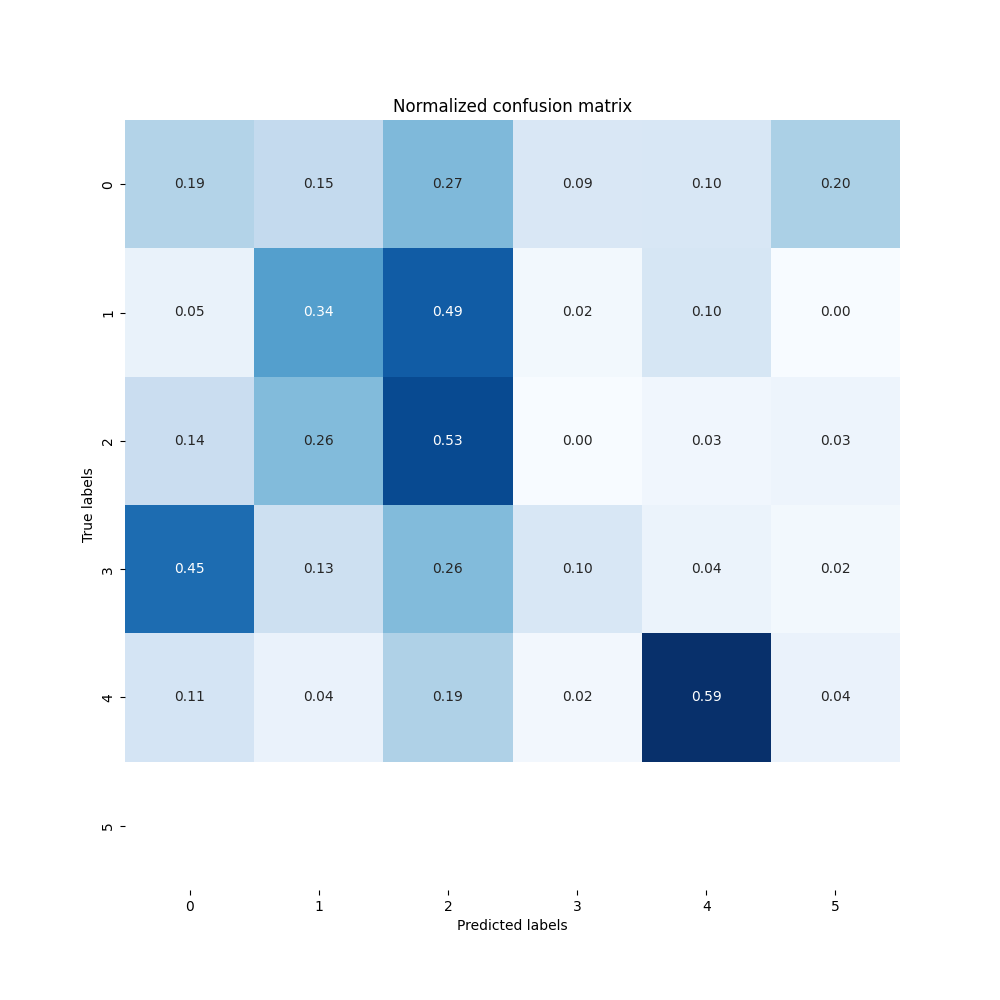 Normalized confusion matrix
0 0.19 0.15 0.27 0.09 0.10 0.20
1 0.05 0.34 0.49 0.02 0.10 0.00
2 0.14 0.26 0.53 0.00 0.03 0.03
3 0.45 0.13 0.26 0.10 0.04 0.02
4 0.11 0.04 0.19 0.02 0.59 0.04
5
True labels
0 1 2 3 4 5
Predicted labels